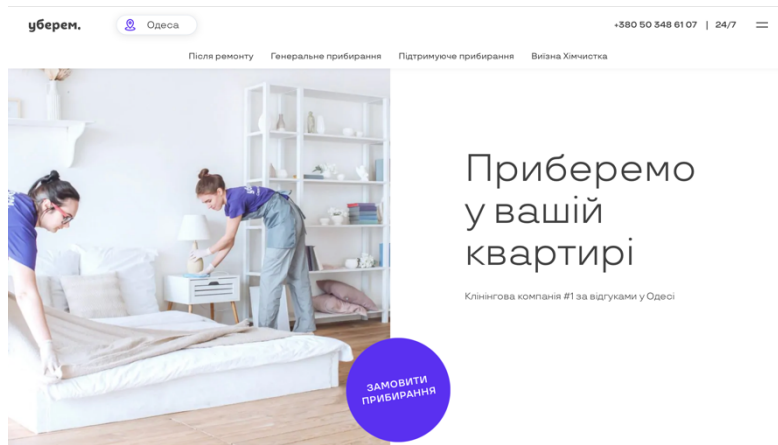 уберем.
Одеса
+380 50 348 61 07 | 24/7
Після ремонту Генеральне прибирання Підтримуюче прибирання Виїзна Хімчистка
Приберемо
у вашій
квартирі
Клінінгова компанія #1 за відгуками у Одесі
ЗАМОВИТИ
ПРИБИРАННЯ